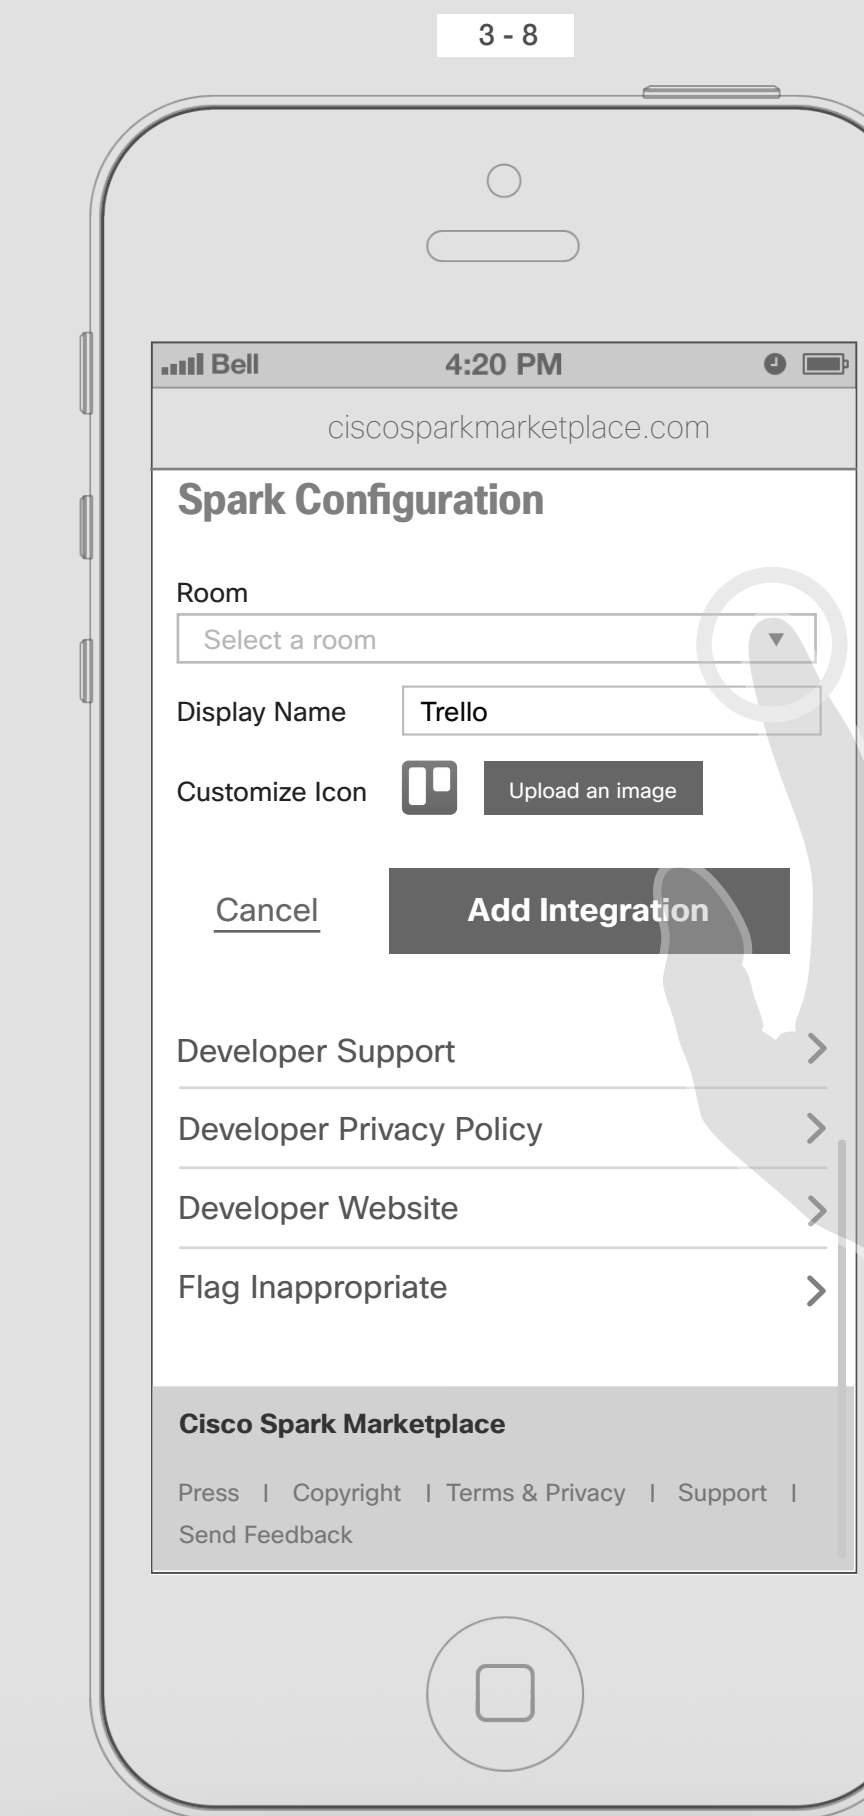 3 - 8
Bell 4:20 PM
ciscosparkmarketplace.com
Spark Configuration
Room
Select a room
Display Name Trello
Customize Icon Upload an image
Cancel Add Integration
Developer Support
Developer Privacy Policy
Developer Website
Flag Inappropriate
Cisco Spark Marketplace
Press | Copyright | Terms & Privacy | Support |
Send Feedback